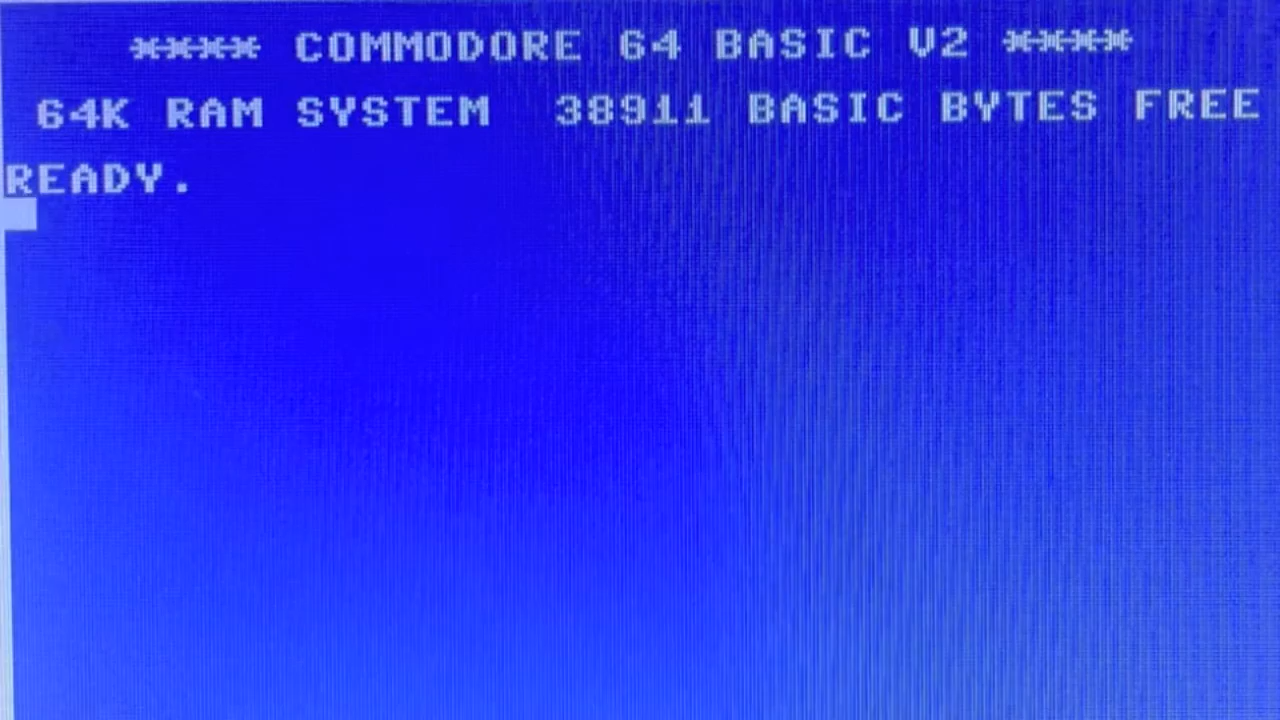 **** COMMODORE 64 BASIC V2 ****
64K RAM SYSTEM  38911 BASIC BYTES FREE
READY.